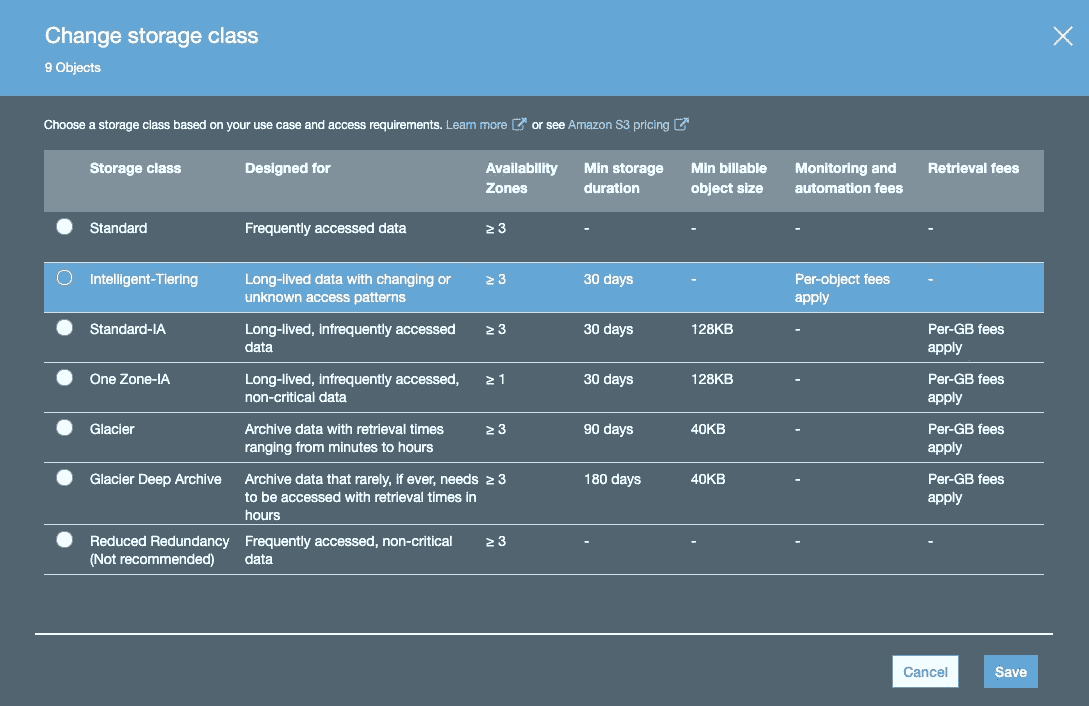 Change storage class
9 Objects
Choose a storage class based on your use case and access requirements. Learn more or see Amazon S3 pricing
Storage class Designed for Availability Zones Min storage duration Min billable object size Monitoring and automation fees Retrieval fees
Standard Frequently accessed data ≥ 3 - - - -
Intelligent-Tiering Long-lived data with changing or unknown access patterns ≥ 3 30 days - Per-object fees apply -
Standard-IA Long-lived, infrequently accessed data ≥ 3 30 days 128KB - Per-GB fees apply
One Zone-IA Long-lived, infrequently accessed, non-critical data ≥ 1 30 days 128KB - Per-GB fees apply
Glacier Archive data with retrieval times ranging from minutes to hours ≥ 3 90 days 40KB - Per-GB fees apply
Glacier Deep Archive Archive data that rarely, if ever, needs to be accessed with retrieval times in hours ≥ 3 180 days 40KB - Per-GB fees apply
Reduced Redundancy (Not recommended) Frequently accessed, non-critical data ≥ 3 - - - -
Cancel Save